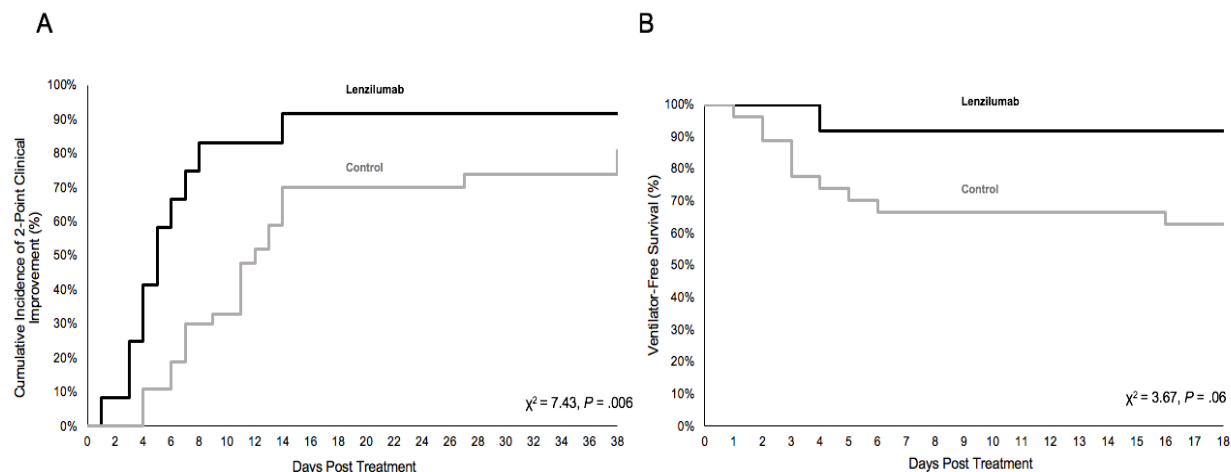 A
Cumulative Incidence of 2-Point Clinical
Improvement (%)
100%
90%
80%
70%
60%
50%
40%
30%
20%
10%
0%
Lenzilumab
Control
χ² = 7.43, P = .006
0 2 4 6 8 10 12 14 16 18 20 22 24 26 28 30 32 34 36 38
Days Post Treatment
B
Ventilator-Free Survival (%)
100%
90%
80%
70%
60%
50%
40%
30%
20%
10%
0%
Lenzilumab
Control
χ² = 3.67, P = .06
0 1 2 3 4 5 6 7 8 9 10 11 12 13 14 15 16 17 18
Days Post Treatment